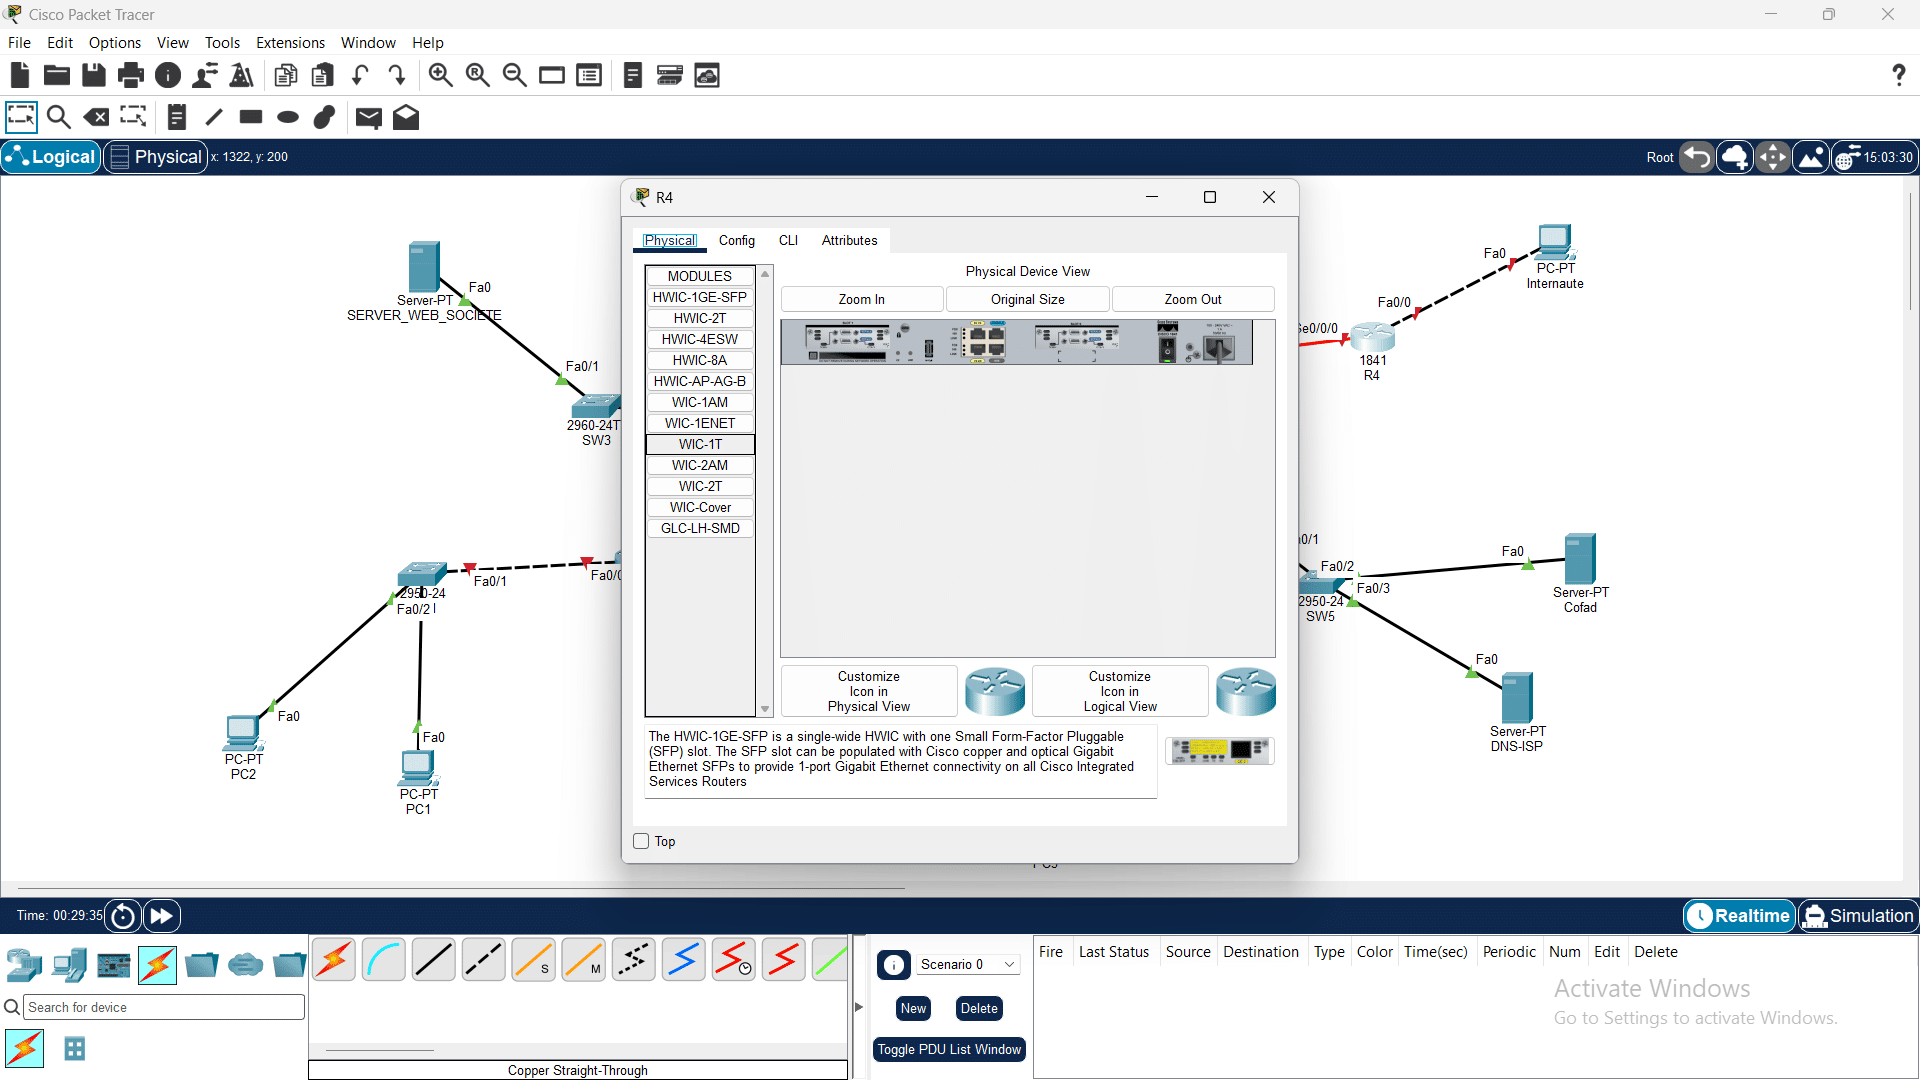 Cisco Packet Tracer
File Edit Options View Tools Extensions Window Help
Logical Physical x: 1322, y: 200 Root 15:03:30
R4
Physical Config CLI Attributes
MODULES
HWIC-1GE-SFP
HWIC-2T
HWIC-4ESW
HWIC-8A
HWIC-AP-AG-B
WIC-1AM
WIC-1ENET
WIC-1T
WIC-2AM
WIC-2T
WIC-Cover
GLC-LH-SMD
Physical Device View
Zoom In Original Size Zoom Out
Customize
Icon in
Physical View
Customize
Icon in
Logical View
The HWIC-1GE-SFP is a single-wide HWIC with one Small Form-Factor Pluggable
(SFP) slot. The SFP slot can be populated with Cisco copper and optical Gigabit
Ethernet SFPs to provide 1-port Gigabit Ethernet connectivity on all Cisco Integrated
Services Routers
Top
Fa0
Server-PT
SERVER_WEB_SOCIETE
Fa0/1
2960-24T
SW3
Fa0/1
Fa0/0
2950-24
Fa0/2
Fa0
PC-PT
PC2
Fa0
PC-PT
PC1
Fa0
PC-PT
Internaute
Fa0/0
Se0/0/0
1841
R4
a0/1
Fa0/2
Fa0/3
2950-24
SW5
Fa0
Server-PT
Cofad
Fa0
Server-PT
DNS-ISP
Time: 00:29:35 Realtime Simulation
Search for device
S
M
Copper Straight-Through
Scenario 0
New Delete
Toggle PDU List Window
Fire Last Status Source Destination Type Color Time(sec) Periodic Num Edit Delete
Activate Windows
Go to Settings to activate Windows.